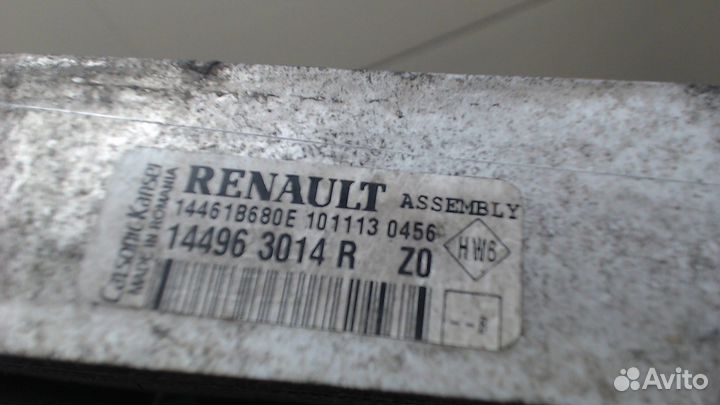 RENAULT ASSEMBLY
14461B680E 101113 0456
14496 3014 R Z0
HW6
CalsonicKansei
MADE IN ROMANIA
Avito